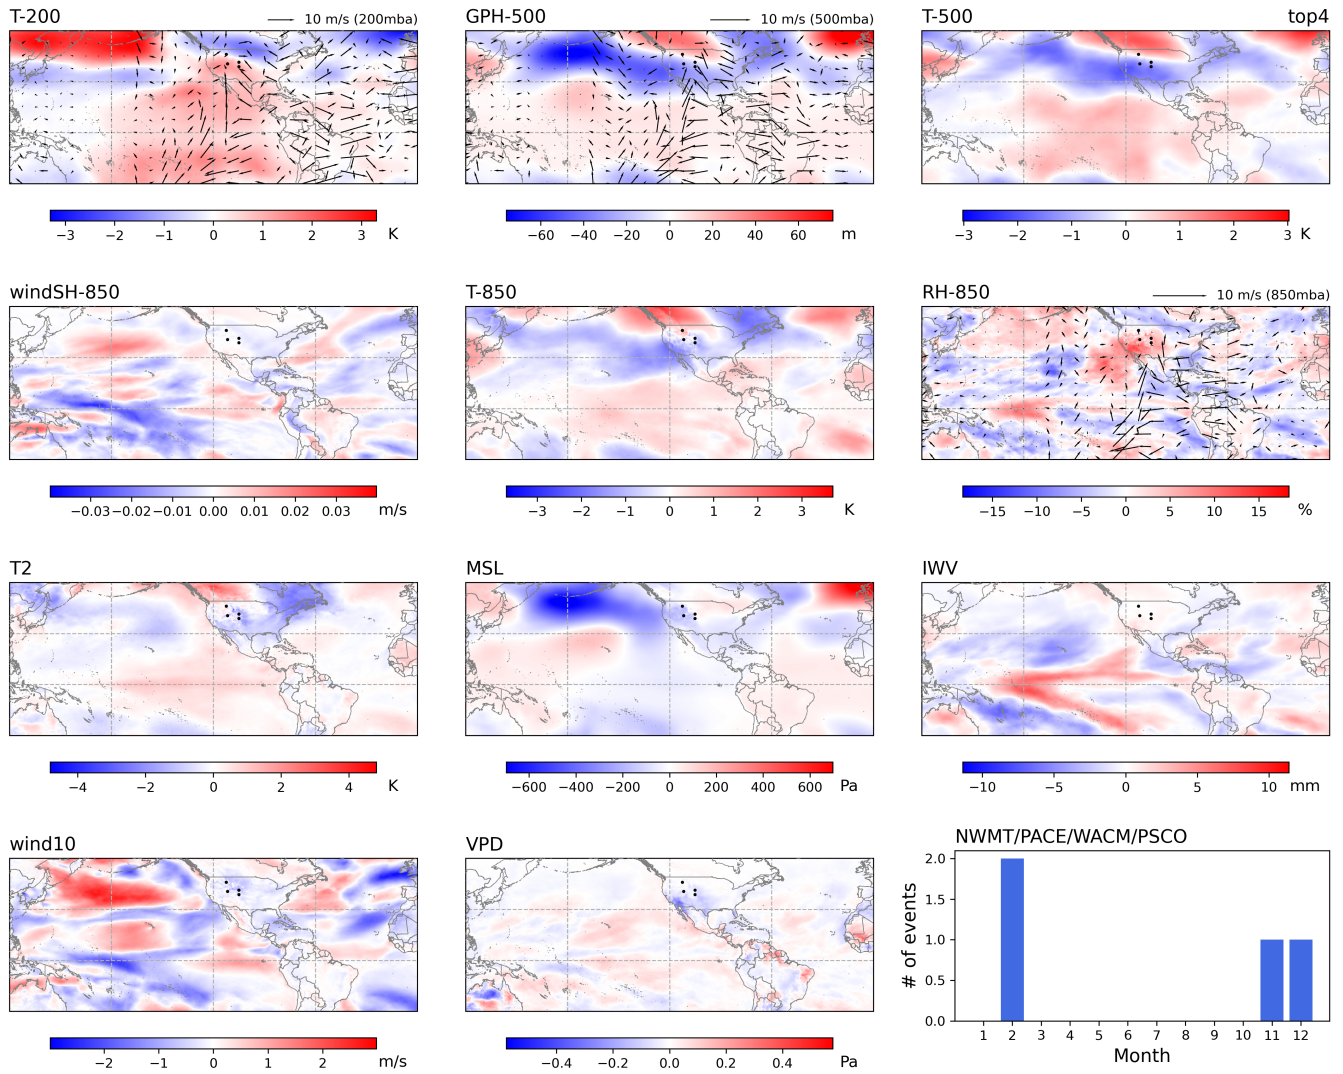 T-200 10 m/s (200mba)
GPH-500 10 m/s (500mba)
T-500 top4
−3 −2 −1 0 1 2 3 K
−60 −40 −20 0 20 40 60 m
−3 −2 −1 0 1 2 3 K
windSH-850
T-850
RH-850 10 m/s (850mba)
−0.03 −0.02 −0.01 0.00 0.01 0.02 0.03 m/s
−3 −2 −1 0 1 2 3 K
−15 −10 −5 0 5 10 15 %
T2
MSL
IWV
−4 −2 0 2 4 K
−600 −400 −200 0 200 400 600 Pa
−10 −5 0 5 10 mm
wind10
VPD
NWMT/PACE/WACM/PSCO
2.0
1.5
1.0
0.5
0.0
# of events
1 2 3 4 5 6 7 8 9 10 11 12
Month
−2 −1 0 1 2 m/s
−0.4 −0.2 0.0 0.2 0.4 Pa